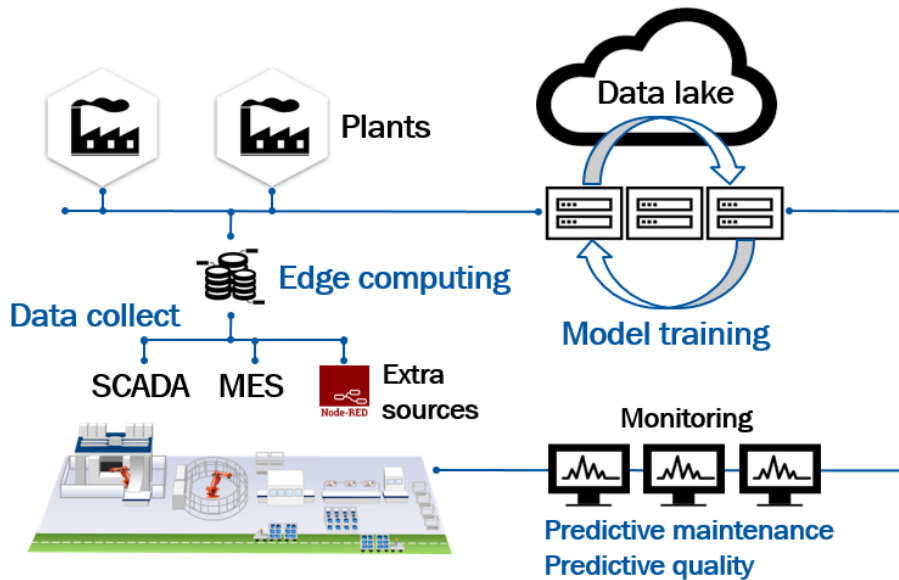 Data lake
Plants
Edge computing
Data collect
Model training
SCADA
MES
Node-RED
Extra
sources
Monitoring
Predictive maintenance
Predictive quality